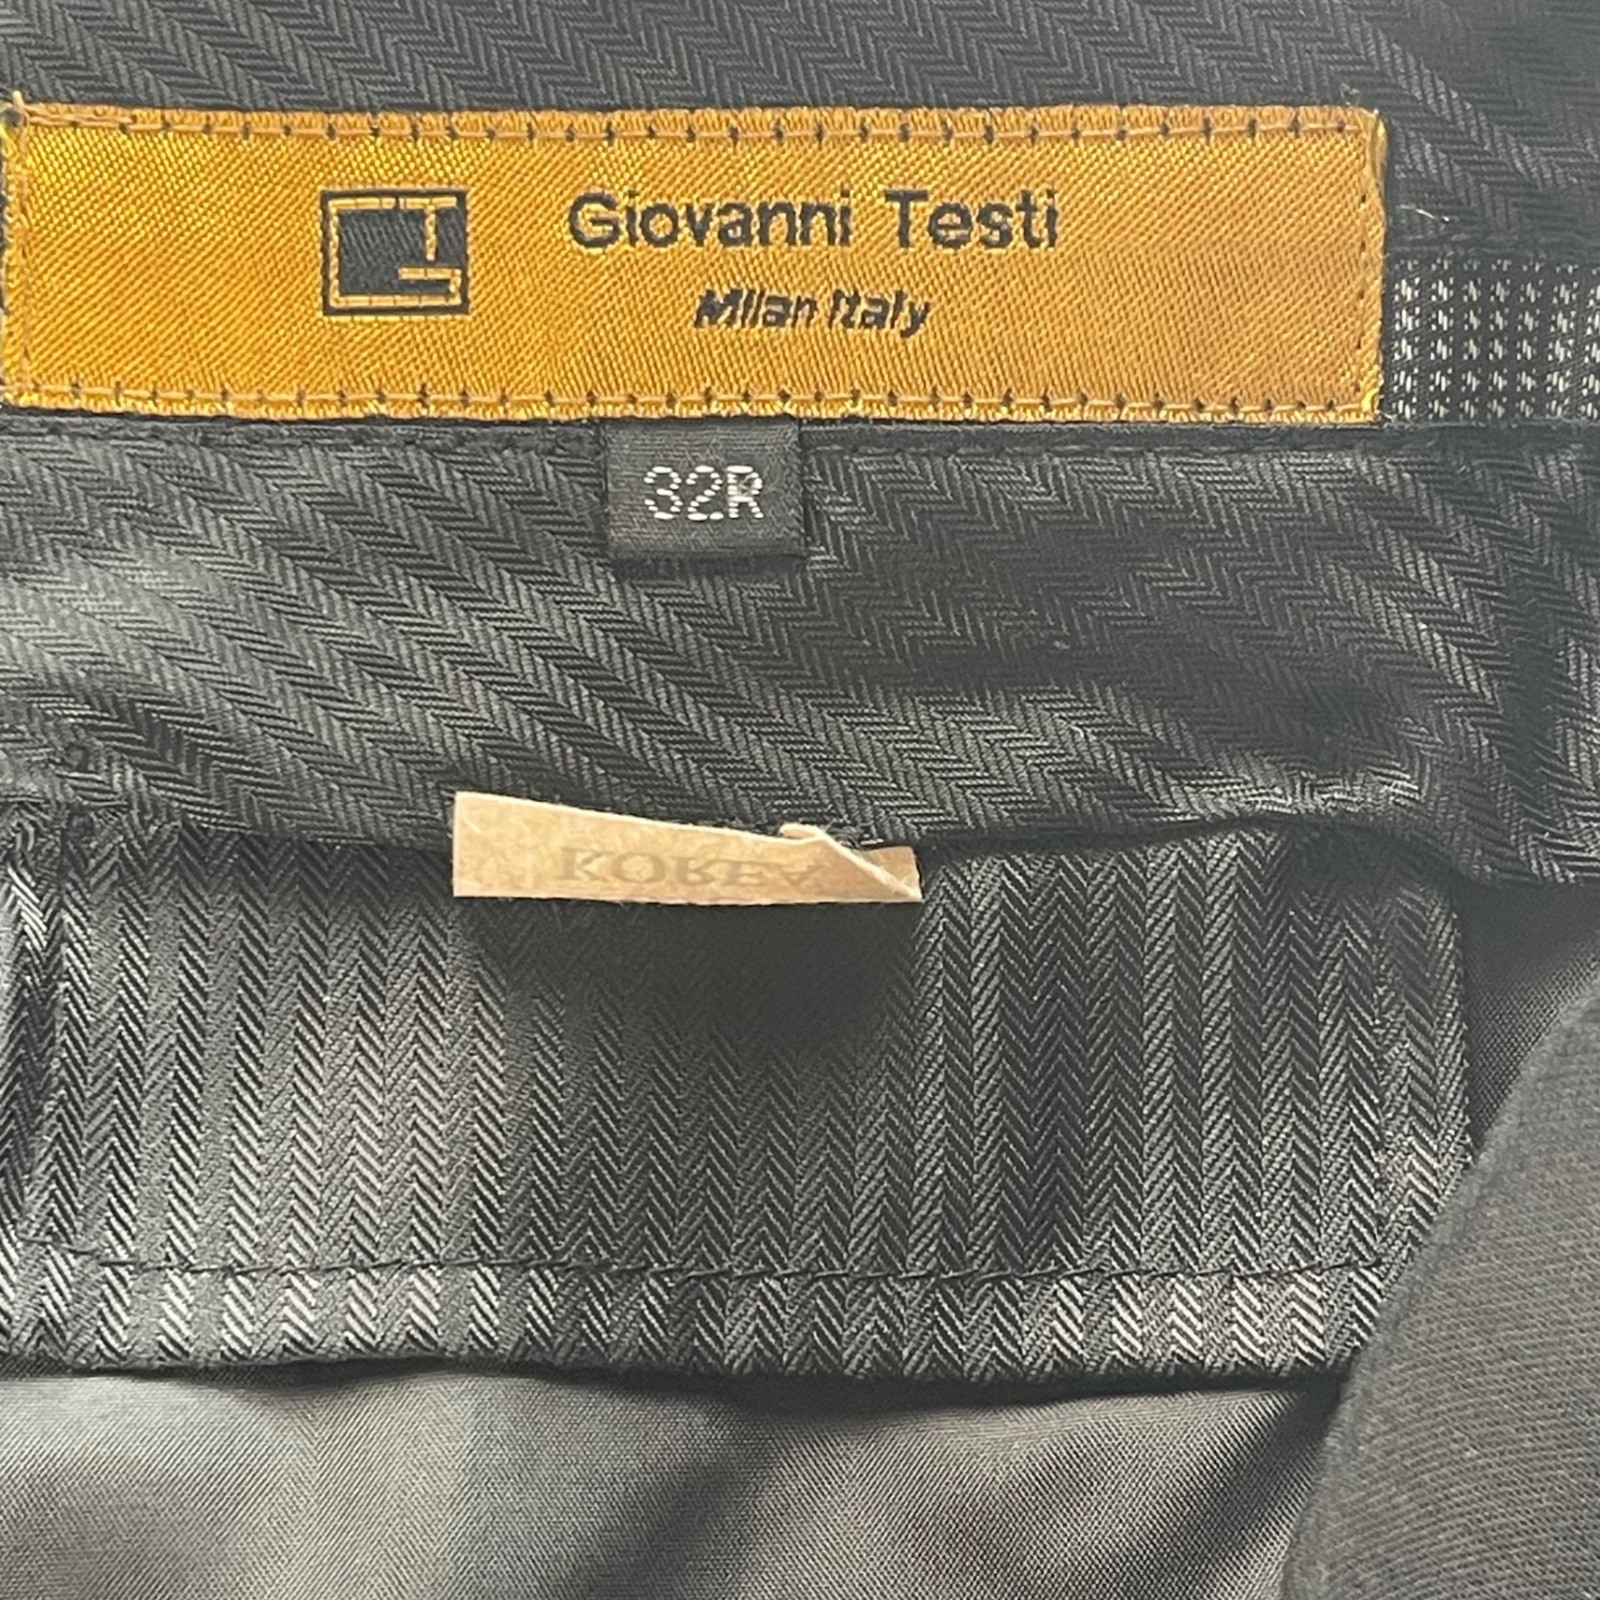 Giovanni Testi
Milan Italy
32R
KOREA